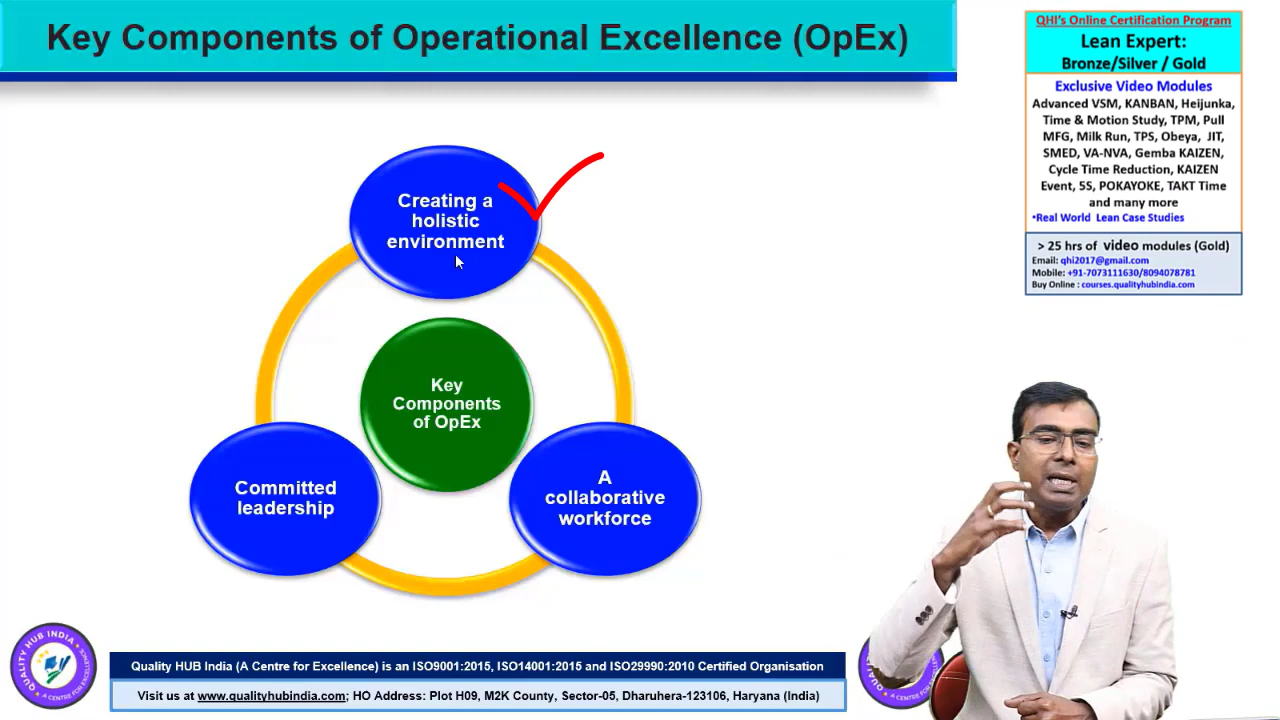 Key Components of Operational Excellence (OpEx)
QHI's Online Certification Program
Lean Expert:
Bronze/Silver / Gold
Exclusive Video Modules
Advanced VSM, KANBAN, Heijunka,
Time & Motion Study, TPM, Pull
MFG, Milk Run, TPS, Obeya, JIT,
SMED, VA-NVA, Gemba KAIZEN,
Cycle Time Reduction, KAIZEN
Event, 5S, POKAYOKE, TAKT Time
and many more
•Real World Lean Case Studies
> 25 hrs of video modules (Gold)
Email: qhi2017@gmail.com
Mobile: +91-7073111630/8094078781
Buy Online : courses.qualityhubindia.com
Creating a
holistic
environment
Key
Components
of OpEx
Committed
leadership
A
collaborative
workforce
QUALITY HUB INDIA
A CENTRE FOR EXCELLENCE
Quality HUB India (A Centre for Excellence) is an ISO9001:2015, ISO14001:2015 and ISO29990:2010 Certified Organisation
Visit us at www.qualityhubindia.com; HO Address: Plot H09, M2K County, Sector-05, Dharuhera-123106, Haryana (India)